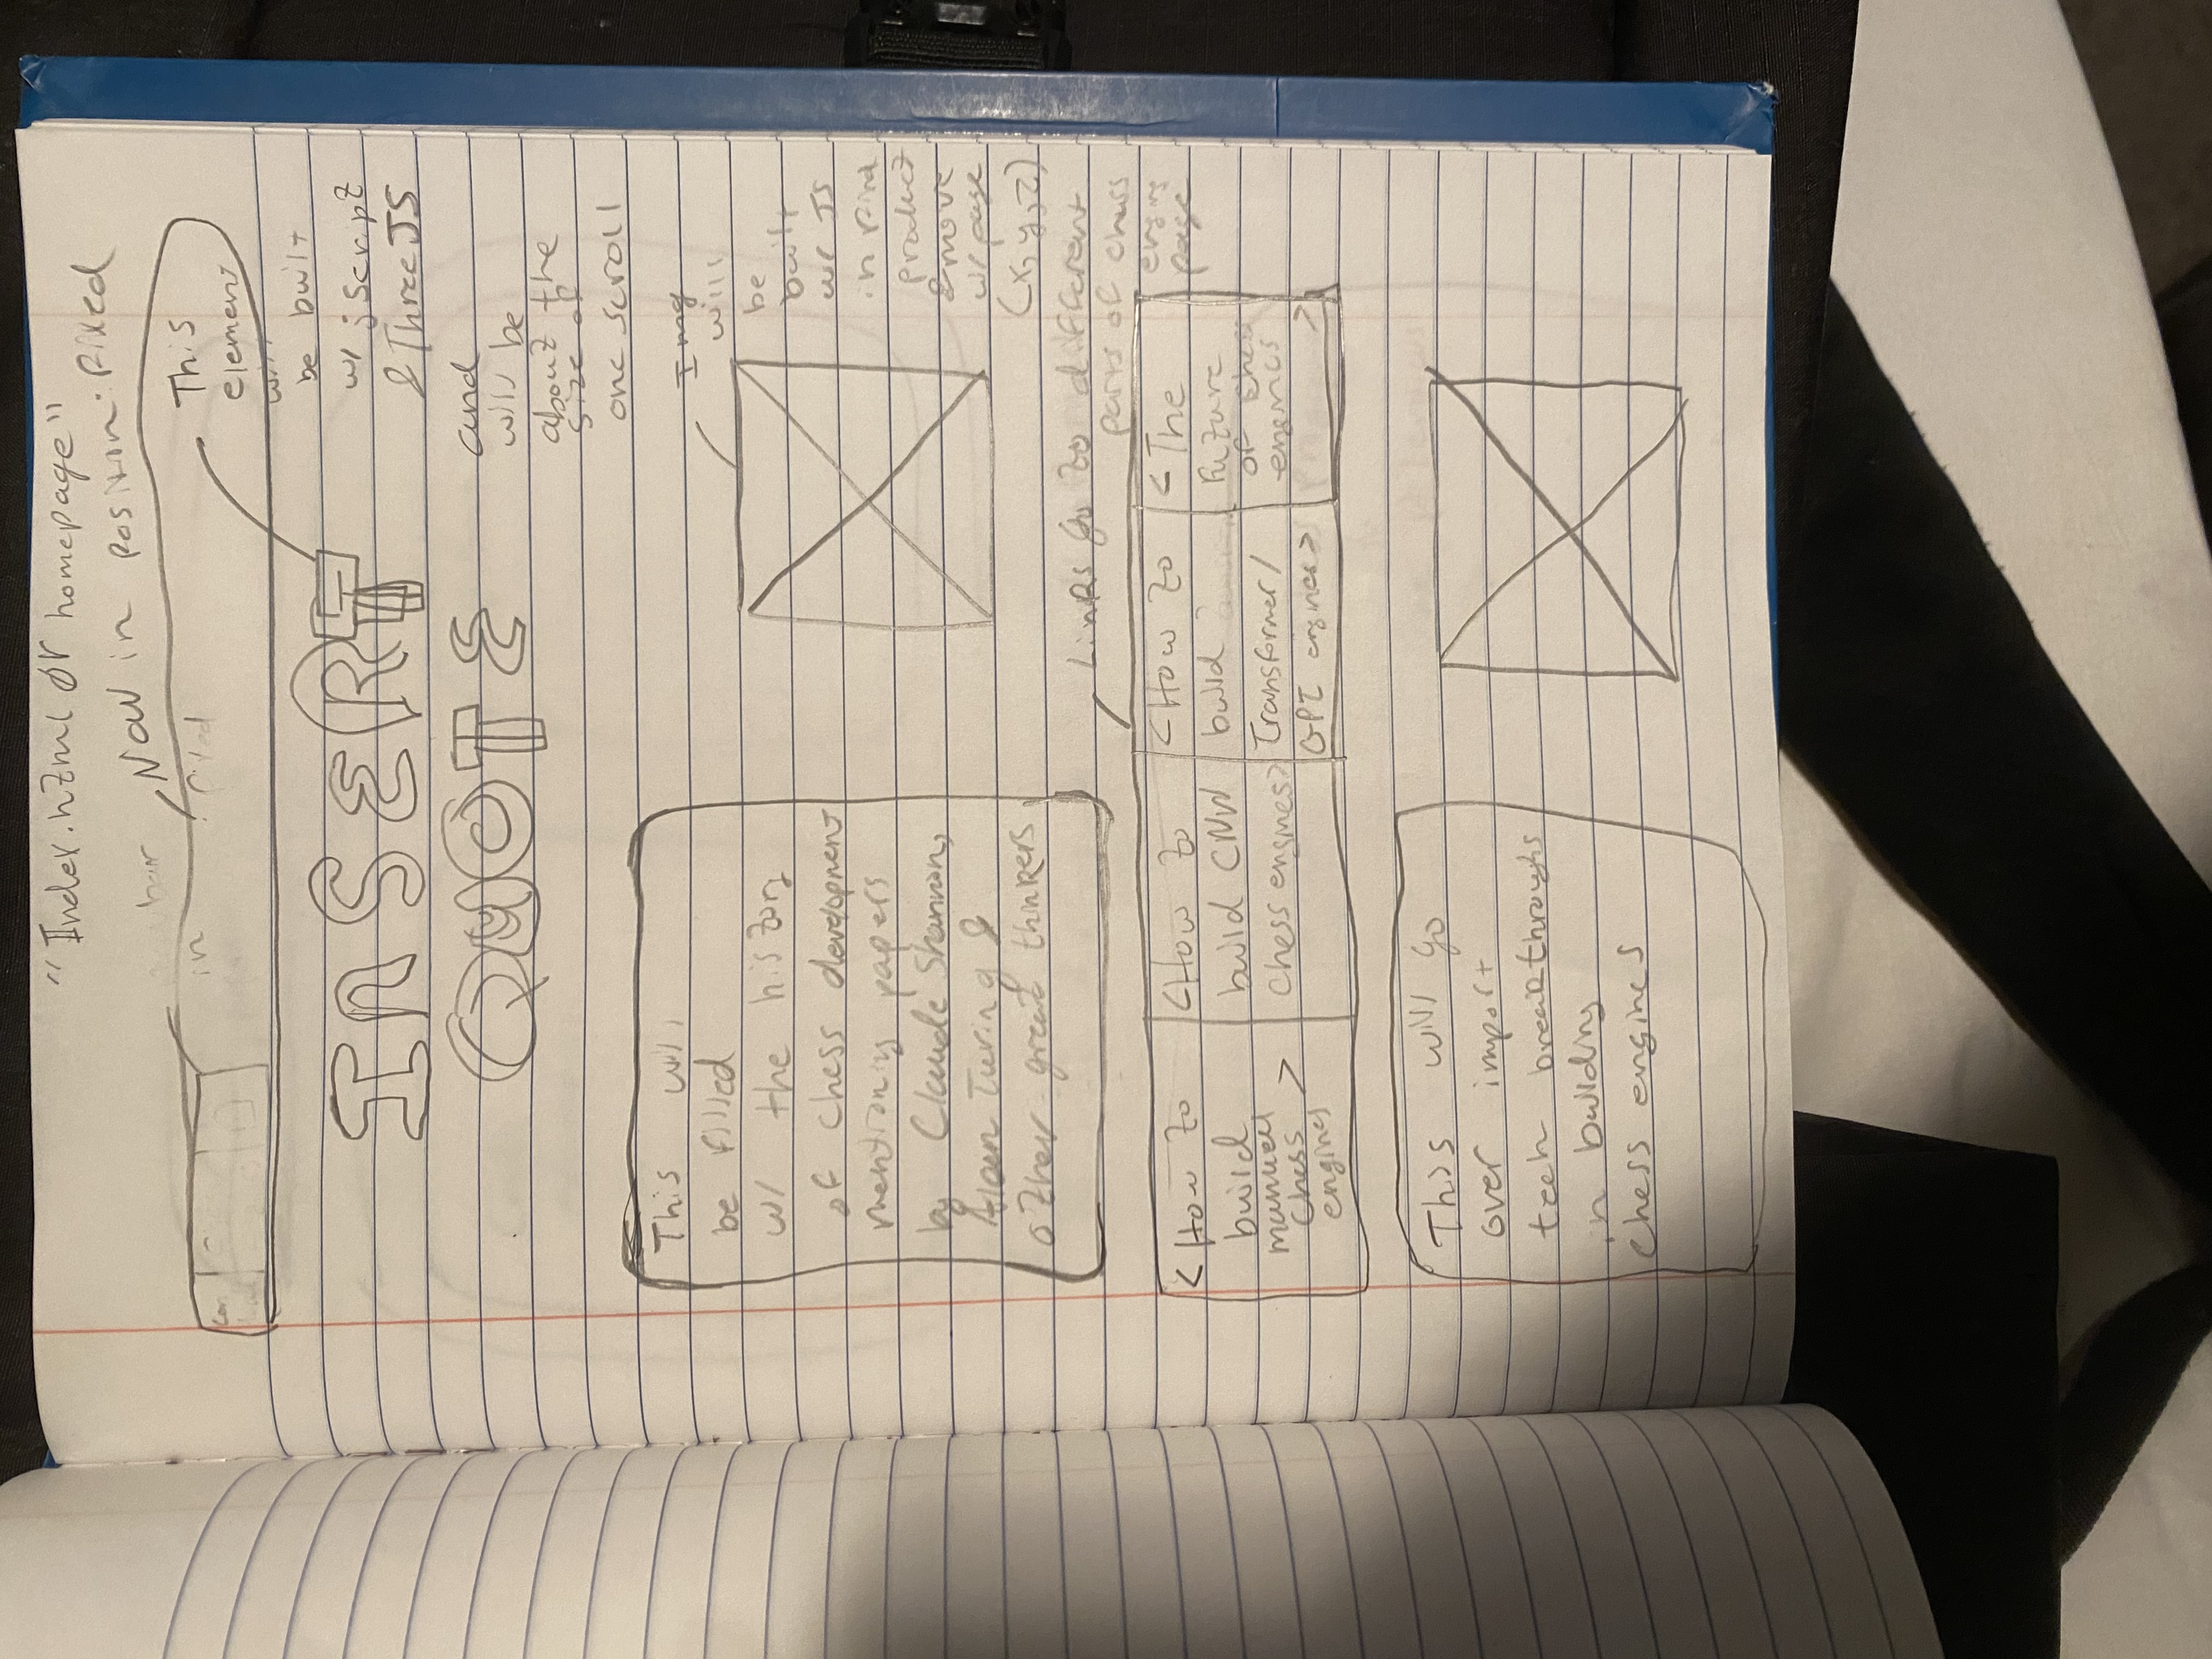 "Index.html or homepage"
Nav in position: fixed
bar
in
This
element
will
be built
w/ jscript
& ThreeJS
and
will be
about the
size of
one scroll
INSERT
QUOTE
This will
be filled
w/ the history
of chess development
mentioning papers
by Claude Shannon,
Alan Turing &
other great thinkers
Img
will
be
built
w/ JS
in final
product
& move
w/ page
(x, y, z)
Links go to different
parts of chess
engine
page
<How to
build
manual
chess
engines >
<How to
build CNN
chess engines>
<How to
build
Transformer/
GPT engines >
< The
Future
of chess
engines
>
This will go
over import
tech breakthroughs
in building
chess engines